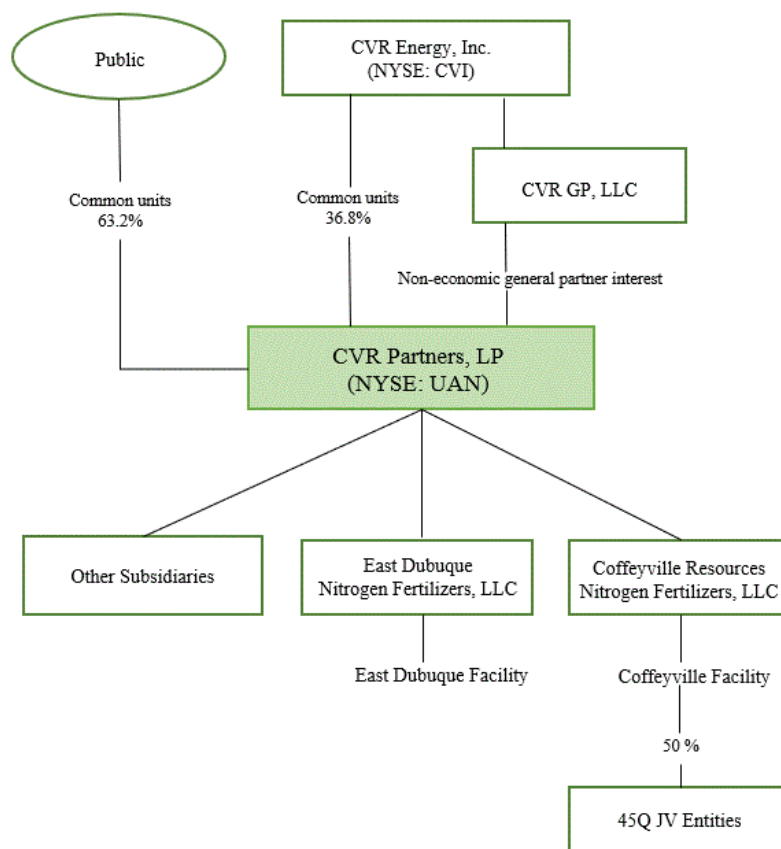 Public
CVR Energy, Inc.
(NYSE: CVI)
CVR GP, LLC
Common units
63.2%
Common units
36.8%
Non-economic general partner interest
CVR Partners, LP
(NYSE: UAN)
Other Subsidiaries
East Dubuque
Nitrogen Fertilizers, LLC
Coffeyville Resources
Nitrogen Fertilizers, LLC
East Dubuque Facility
Coffeyville Facility
50 %
45Q JV Entities